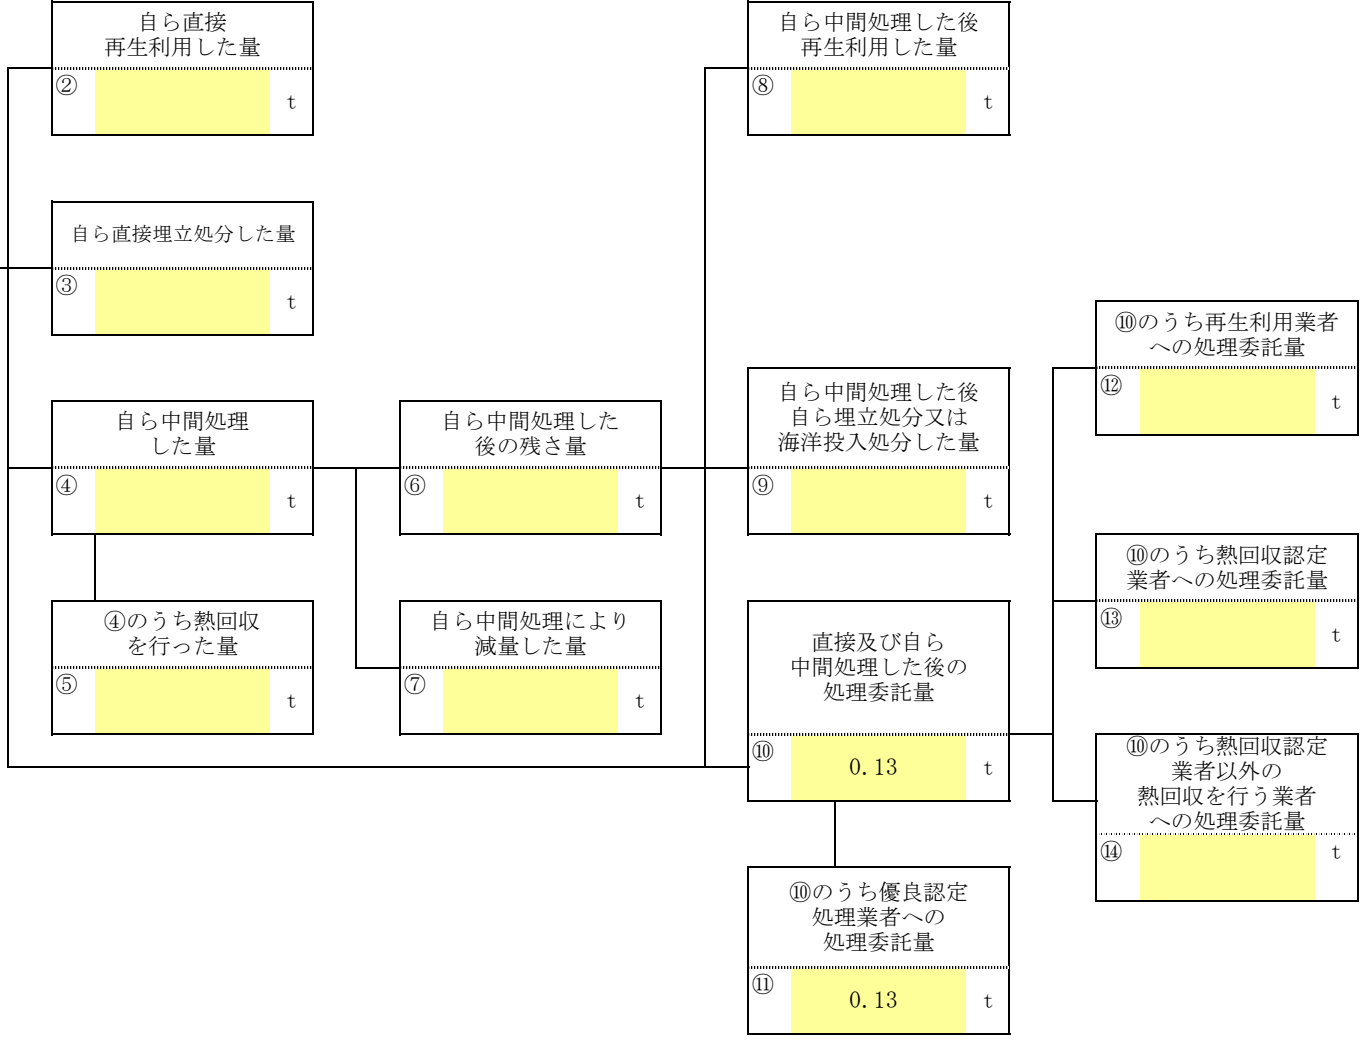 自ら直接
再生利用した量
②
t
自ら中間処理した後
再生利用した量
⑧
t
自ら直接埋立処分した量
③
t
⑩のうち再生利用業者
への処理委託量
⑫
t
自ら中間処理
した量
④
t
自ら中間処理した
後の残さ量
⑥
t
自ら中間処理した後
自ら埋立処分又は
海洋投入処分した量
⑨
t
⑩のうち熱回収認定
業者への処理委託量
⑬
t
④のうち熱回収
を行った量
⑤
t
自ら中間処理により
減量した量
⑦
t
直接及び自ら
中間処理した後の
処理委託量
⑩
0.13
t
⑩のうち熱回収認定
業者以外の
熱回収を行う業者
への処理委託量
⑭
t
⑩のうち優良認定
処理業者への
処理委託量
⑪
0.13
t